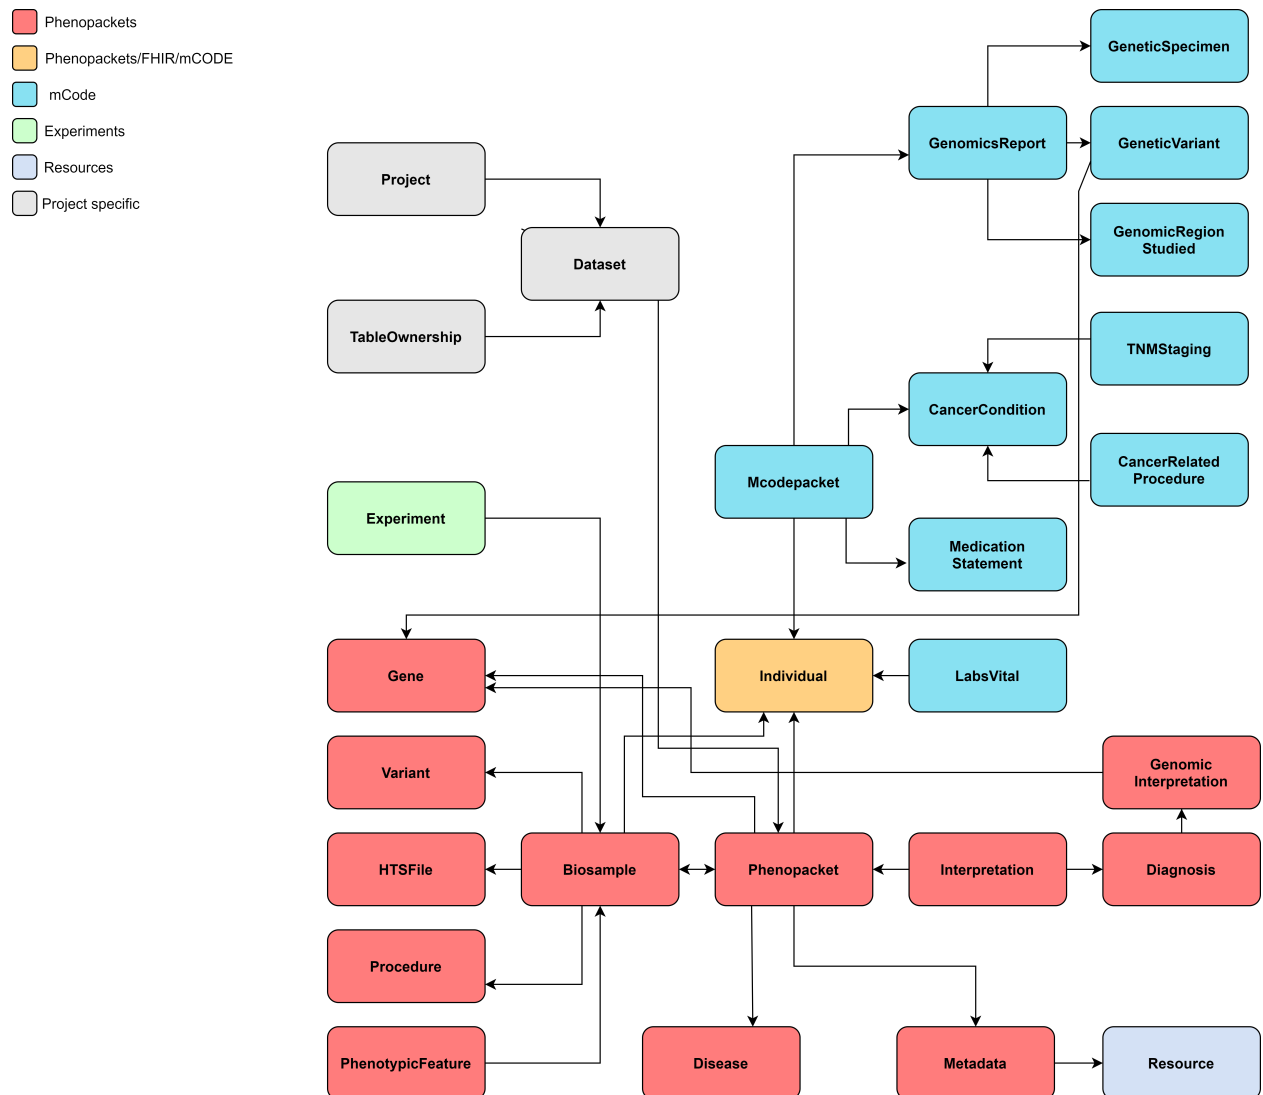 Phenopackets
Phenopackets/FHIR/mCODE
mCode
Experiments
Resources
Project specific
GeneticSpecimen
GenomicsReport
GeneticVariant
Project
GenomicRegion
Studied
Dataset
TableOwnership
TNMStaging
CancerCondition
CancerRelated
Procedure
Mcodepacket
Experiment
Medication
Statement
Gene
Individual
LabsVital
Variant
Genomic
Interpretation
HTSFile
Biosample
Phenopacket
Interpretation
Diagnosis
Procedure
PhenotypicFeature
Disease
Metadata
Resource